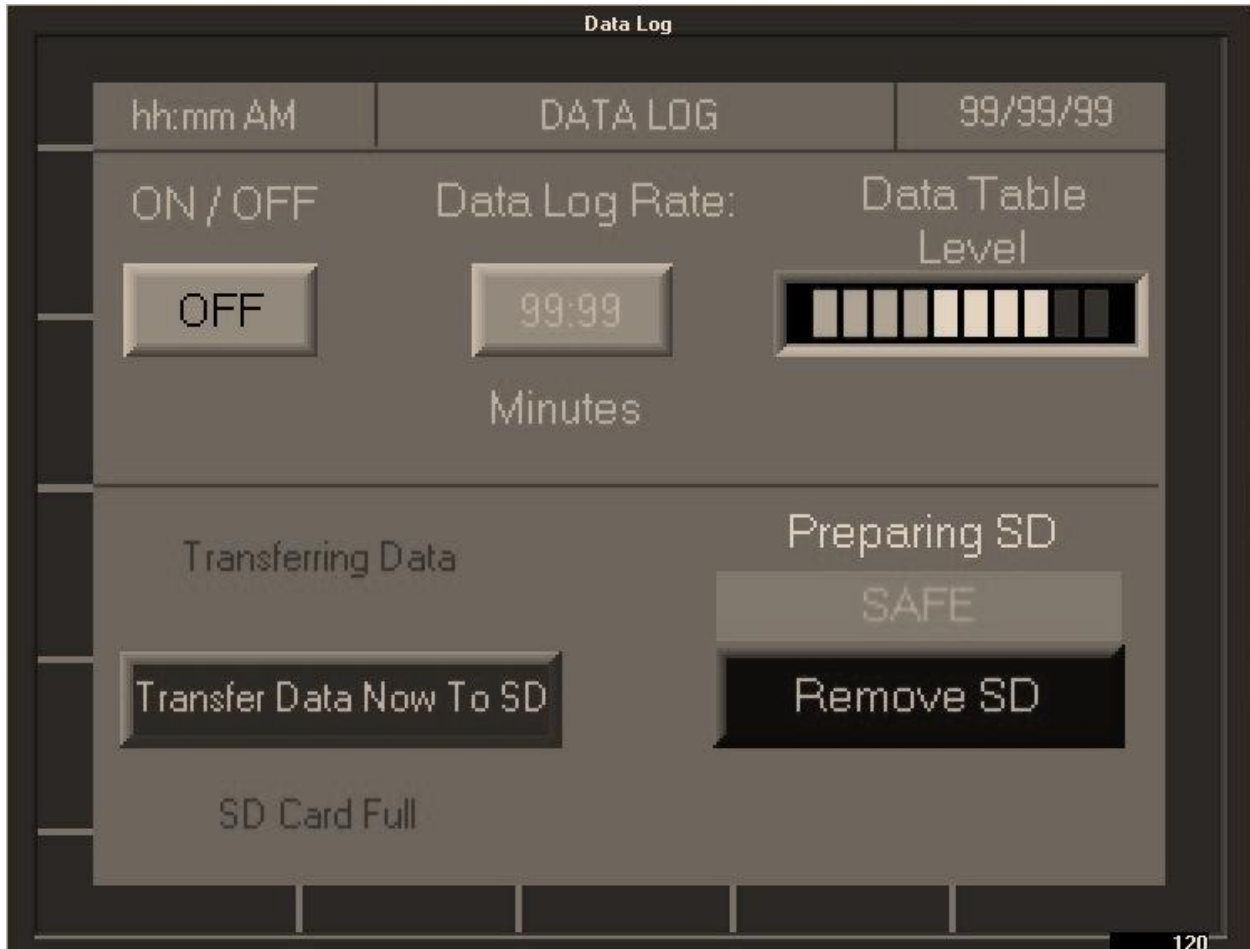 Data Log
hh:mm AM
DATA LOG
99/99/99
ON / OFF
Data Log Rate:
Data Table
Level
OFF
99:99
Minutes
Transferring Data
Preparing SD
SAFE
Transfer Data Now To SD
Remove SD
SD Card Full
120